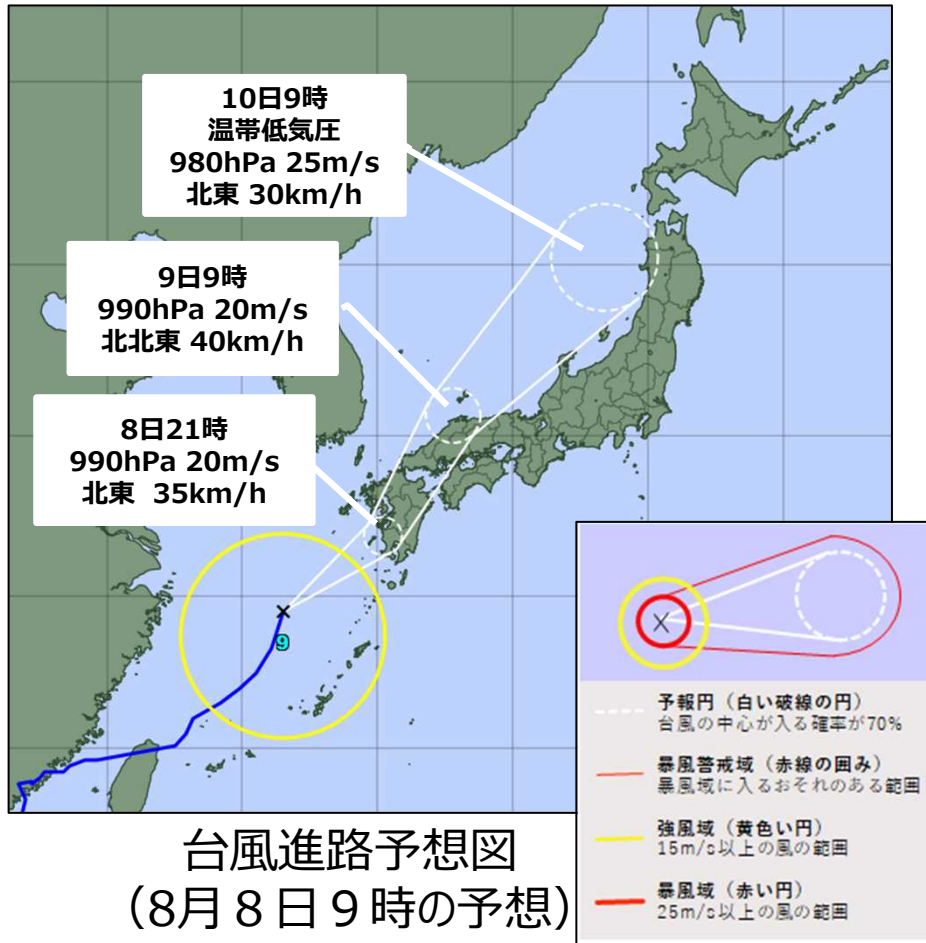 10日9時
温帯低気圧
980hPa 25m/s
北東 30km/h
9日9時
990hPa 20m/s
北北東 40km/h
8日21時
990hPa 20m/s
北東 35km/h
9
台風進路予想図
（8月８日９時の予想）
予報円（白い破線の円）
台風の中心が入る確率が70%
暴風警戒域（赤線の囲み）
暴風域に入るおそれのある範囲
強風域（黄色い円）
15m/s以上の風の範囲
暴風域（赤い円）
25m/s以上の風の範囲